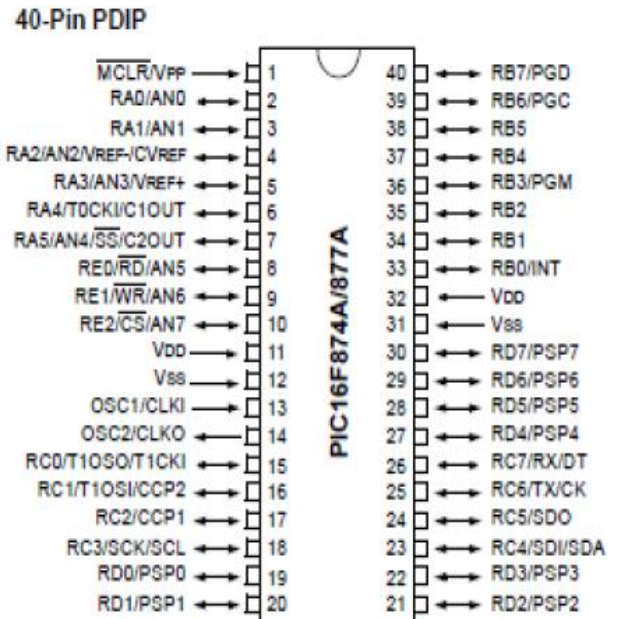 40-Pin PDIP
MCLR/VPP 1 40 RB7/PGD
RA0/AN0 2 39 RB6/PGC
RA1/AN1 3 38 RB5
RA2/AN2/VREF-/CVREF 4 37 RB4
RA3/AN3/VREF+ 5 36 RB3/PGM
RA4/T0CKI/C1OUT 6 35 RB2
RA5/AN4/SS/C2OUT 7 34 RB1
RE0/RD/AN5 8 33 RB0/INT
RE1/WR/AN6 9 32 VDD
RE2/CS/AN7 10 31 VSS
VDD 11 30 RD7/PSP7
VSS 12 29 RD6/PSP6
OSC1/CLKI 13 28 RD5/PSP5
OSC2/CLKO 14 27 RD4/PSP4
RC0/T1OSO/T1CKI 15 26 RC7/RX/DT
RC1/T1OSI/CCP2 16 25 RC6/TX/CK
RC2/CCP1 17 24 RC5/SDO
RC3/SCK/SCL 18 23 RC4/SDI/SDA
RD0/PSP0 19 22 RD3/PSP3
RD1/PSP1 20 21 RD2/PSP2
PIC16F874A/877A